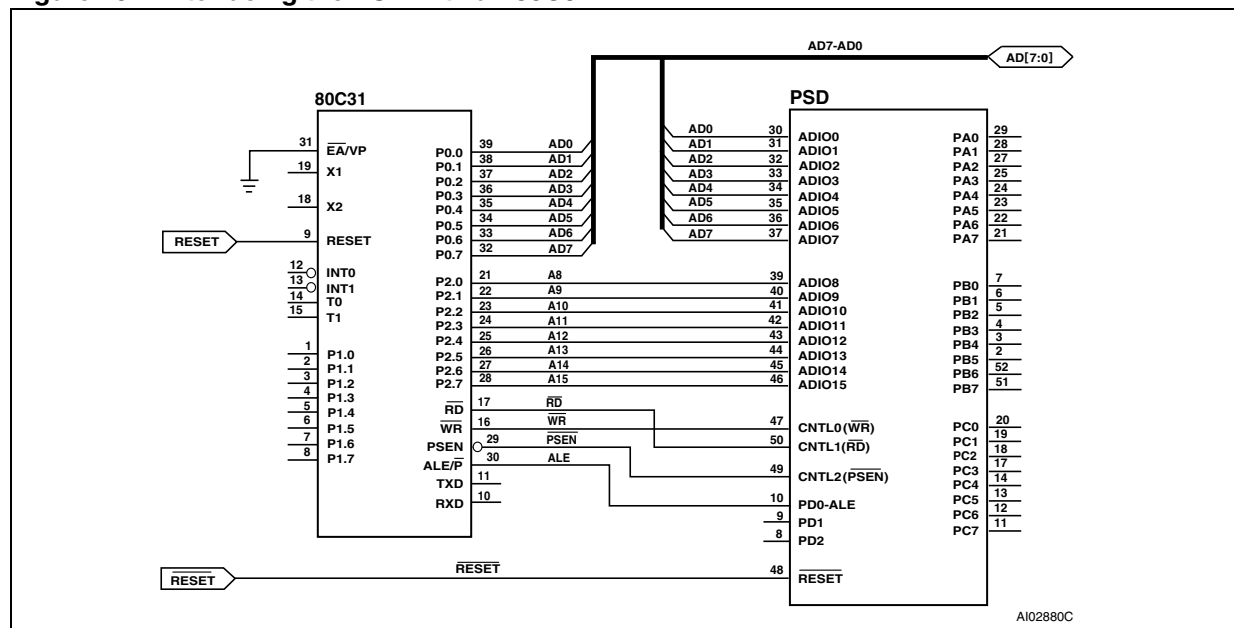 AD7-AD0
AD[7:0]
80C31
31 EA/VP
19 X1
18 X2
RESET 9 RESET
12 INT0
13 INT1
14 T0
15 T1
1 P1.0
2 P1.1
3 P1.2
4 P1.3
5 P1.4
6 P1.5
7 P1.6
8 P1.7
P0.0 39 AD0
P0.1 38 AD1
P0.2 37 AD2
P0.3 36 AD3
P0.4 35 AD4
P0.5 34 AD5
P0.6 33 AD6
P0.7 32 AD7
P2.0 21 A8
P2.1 22 A9
P2.2 23 A10
P2.3 24 A11
P2.4 25 A12
P2.5 26 A13
P2.6 27 A14
P2.7 28 A15
RD 17 RD
WR 16 WR
PSEN 29 PSEN
ALE/P 30 ALE
TXD 11
RXD 10
PSD
AD0 30 ADIO0
AD1 31 ADIO1
AD2 32 ADIO2
AD3 33 ADIO3
AD4 34 ADIO4
AD5 35 ADIO5
AD6 36 ADIO6
AD7 37 ADIO7
39 ADIO8
40 ADIO9
41 ADIO10
42 ADIO11
43 ADIO12
44 ADIO13
45 ADIO14
46 ADIO15
47 CNTL0(WR)
50 CNTL1(RD)
49 CNTL2(PSEN)
10 PD0-ALE
9 PD1
8 PD2
RESET RESET 48 RESET
PA0 29
PA1 28
PA2 27
PA3 25
PA4 24
PA5 23
PA6 22
PA7 21
PB0 7
PB1 6
PB2 5
PB3 4
PB4 3
PB5 2
PB6 52
PB7 51
PC0 20
PC1 19
PC2 18
PC3 17
PC4 14
PC5 13
PC6 12
PC7 11
AI02880C